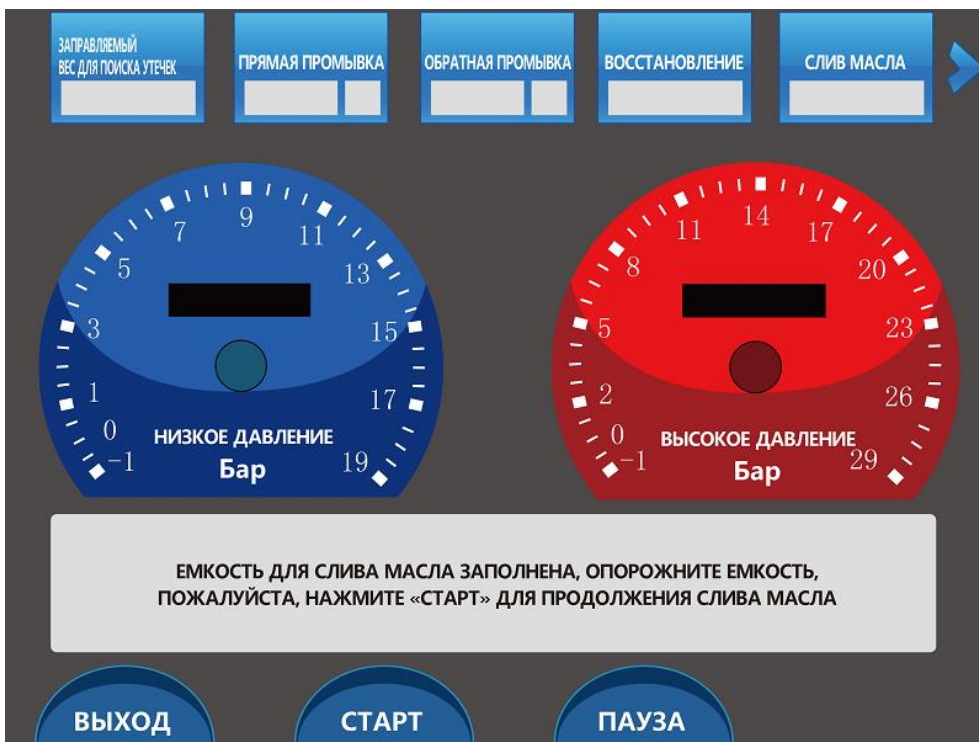 ЗАПРАВЛЯЕМЫЙ
ВЕС ДЛЯ ПОИСКА УТЕЧЕК
ПРЯМАЯ ПРОМЫВКА
ОБРАТНАЯ ПРОМЫВКА
ВОССТАНОВЛЕНИЕ
СЛИВ МАСЛА
-1
0
1
3
5
7
9
11
13
15
17
19
НИЗКОЕ ДАВЛЕНИЕ
Бар
-1
0
2
5
8
11
14
17
20
23
26
29
ВЫСОКОЕ ДАВЛЕНИЕ
Бар
ЕМКОСТЬ ДЛЯ СЛИВА МАСЛА ЗАПОЛНЕНА, ОПОРОЖНИТЕ ЕМКОСТЬ,
ПОЖАЛУЙСТА, НАЖМИТЕ «СТАРТ» ДЛЯ ПРОДОЛЖЕНИЯ СЛИВА МАСЛА
ВЫХОД
СТАРТ
ПАУЗА